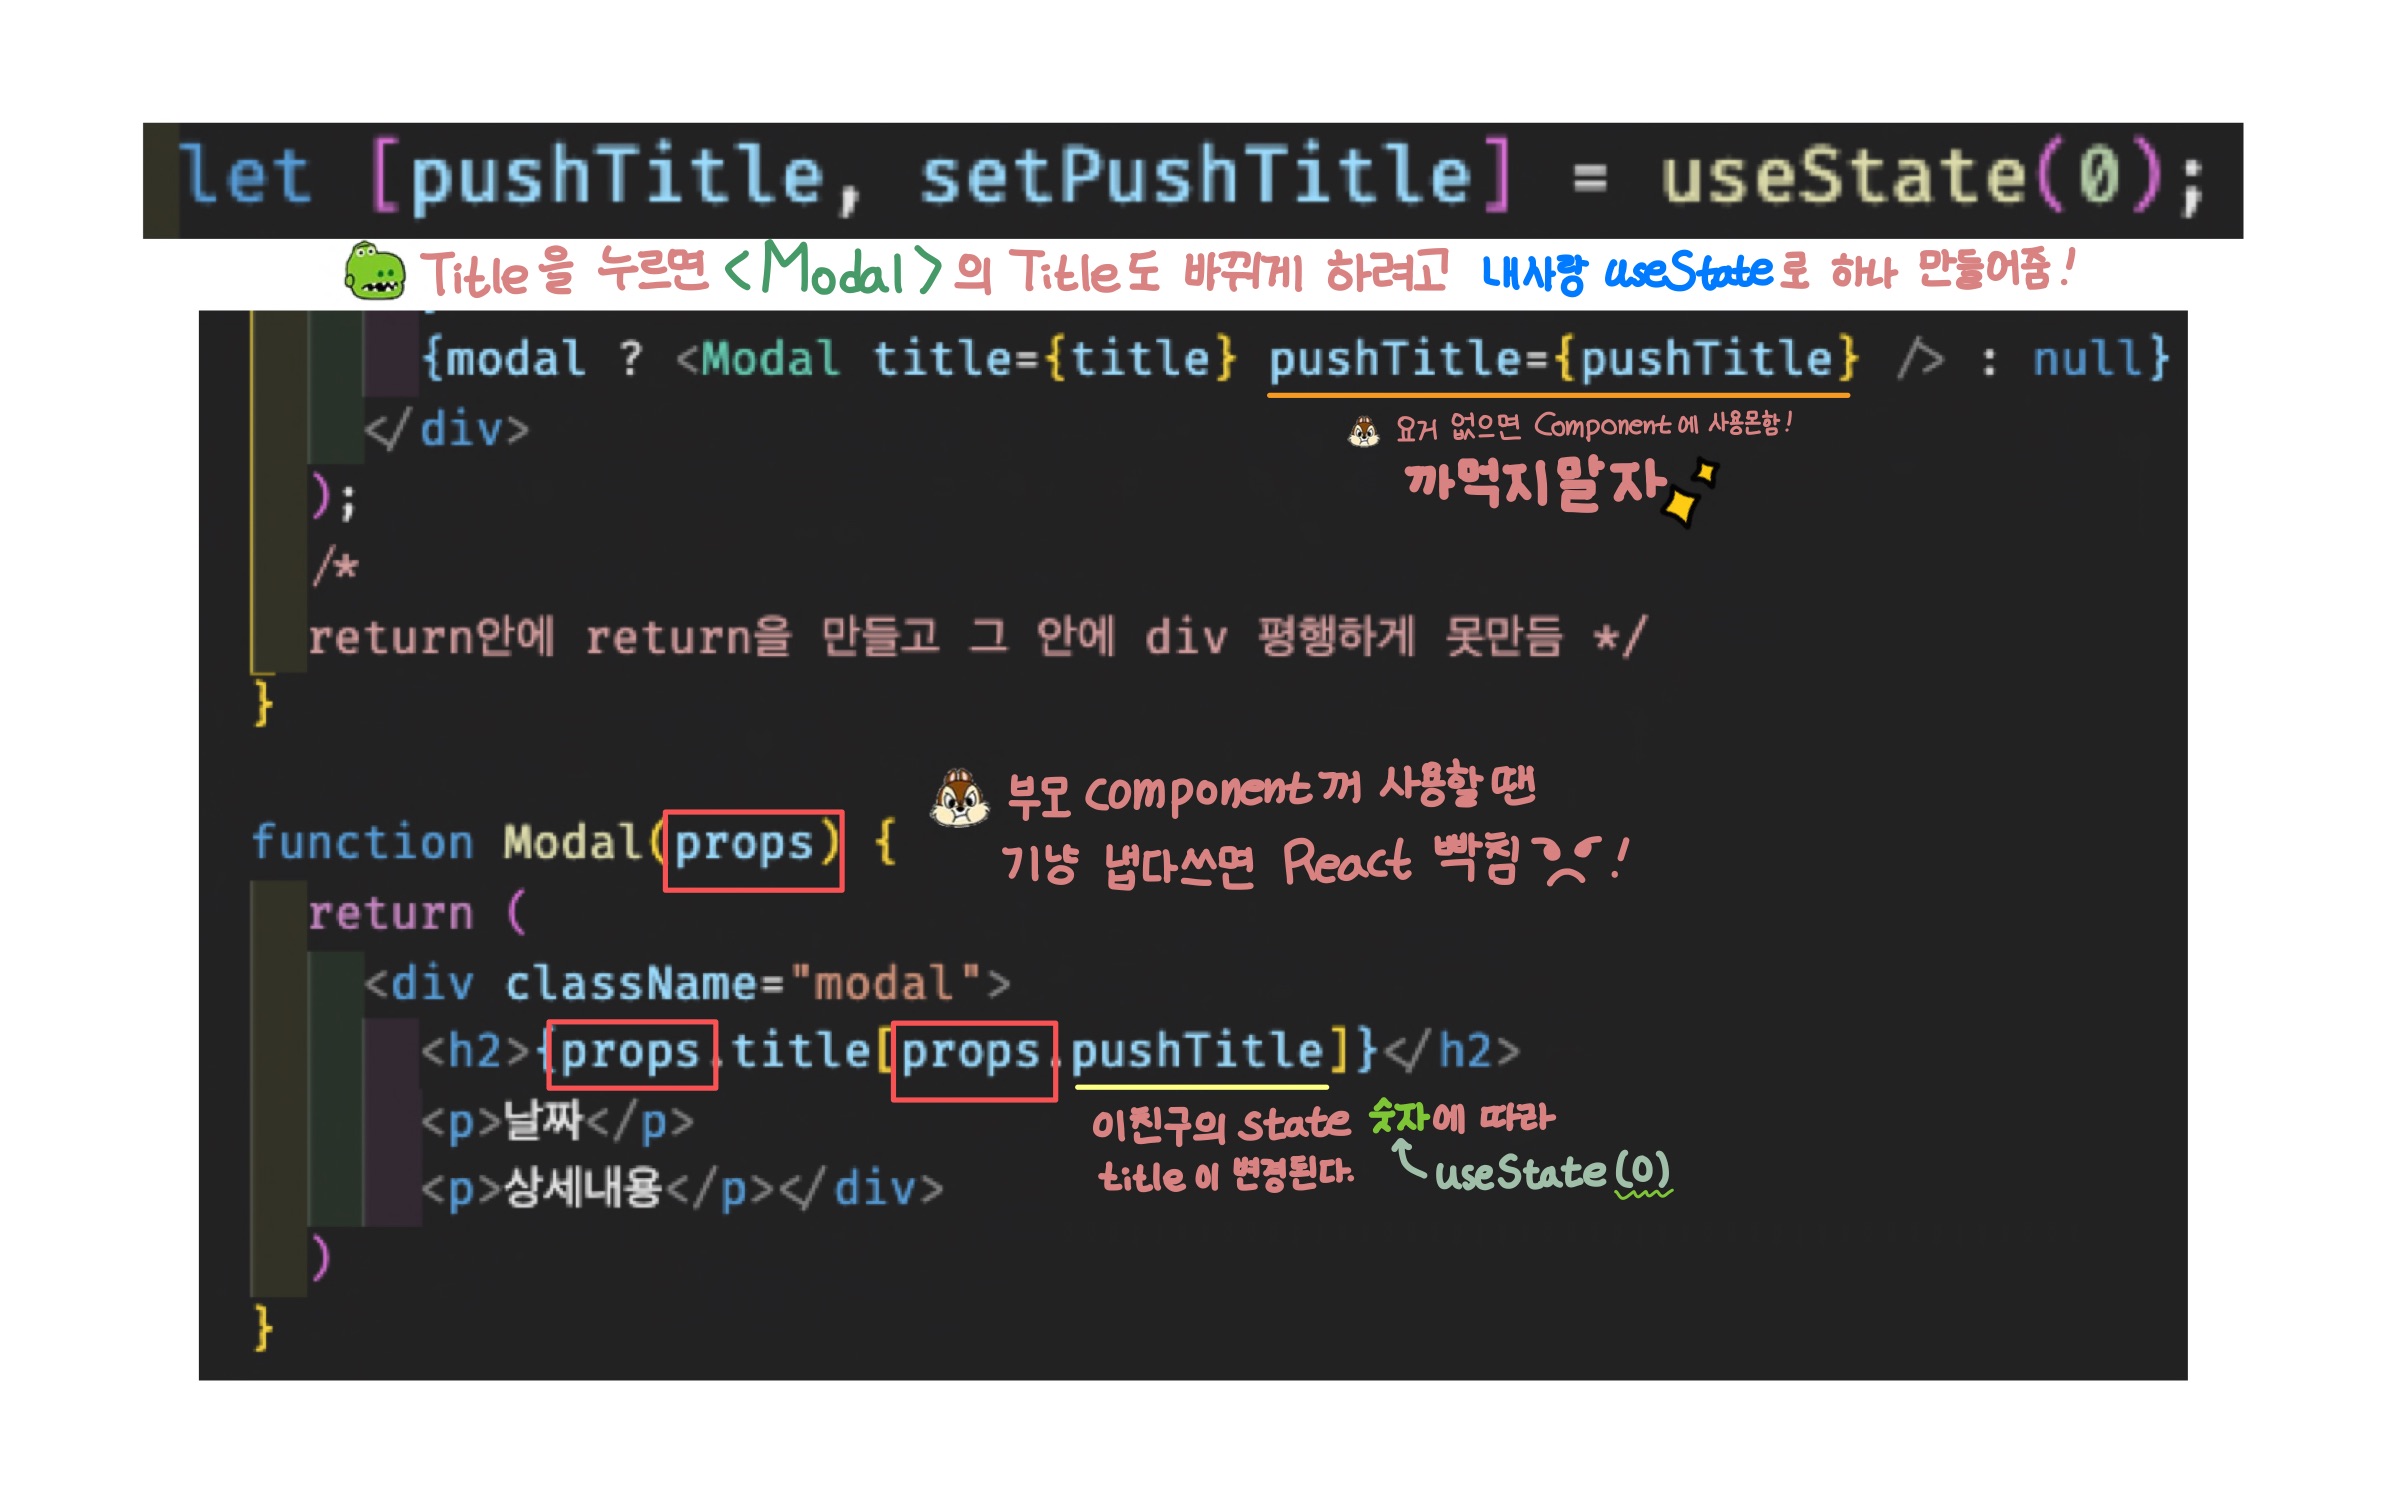 let [pushTitle, setPushTitle] = useState(0);
Title을 누르면 <Modal>의 Title도 바뀌게 하려고 내사랑 useState로 하나 만들어줌!
{modal ? <Modal title={title} pushTitle={pushTitle} /> : null}
</div>
요거 없으면 Component에 사용몬함!
까먹지말자
);
/*
return안에 return을 만들고 그 안에 div 평행하게 못만듬 */
}
부모 component꺼 사용할땐
function Modal(props) {
기냥 냅다쓰면 React 빡침!
return (
<div className="modal">
<h2>{props.title[props.pushTitle]}</h2>
<p>날짜</p>
이친구의 state 숫자에 따라
title이 변경된다.
useState(0)
<p>상세내용</p></div>
)
}